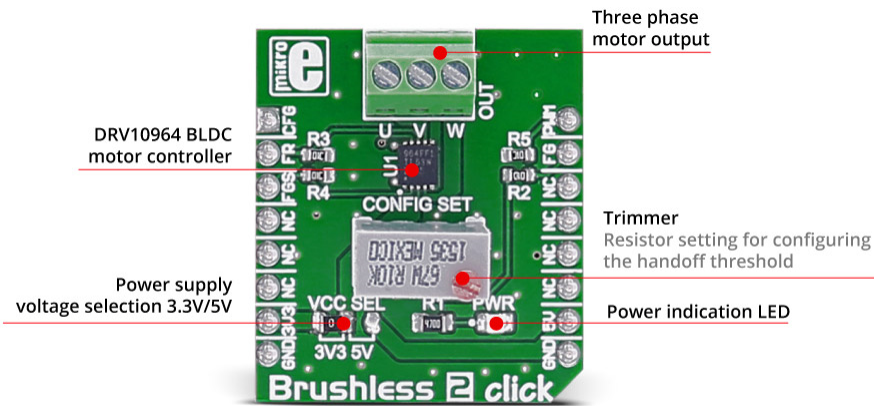 Three phase
motor output
mikro
e
OUT
U V W
CFG
PWM
DRV10964 BLDC
motor controller
R3
R5
FR
FG
U1
FGS
R4
R2
NC
CONFIG SET
NC
NC
Trimmer
Resistor setting for configuring
the handoff threshold
1535 MEXICO
67W R10K
NC
NC
NC
NC
Power supply
voltage selection 3.3V/5V
VCC SEL
R1
PWR
Power indication LED
3V3
0
4700
5V
3V3 5V
GND
GND
Brushless 2 click